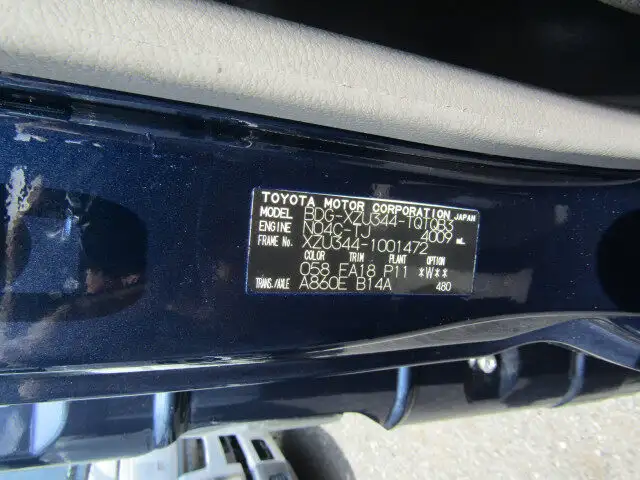 TOYOTA MOTOR CORPORATION JAPAN
MODEL BDG-XZU344-TQTQB3
ENGINE N04C-TJ 4009 mL
FRAME No. XZU344-1001472
COLOR TRIM PLANT OPTION
058 FA18 P11 *W**
TRANS./AXLE A860E B14A 480